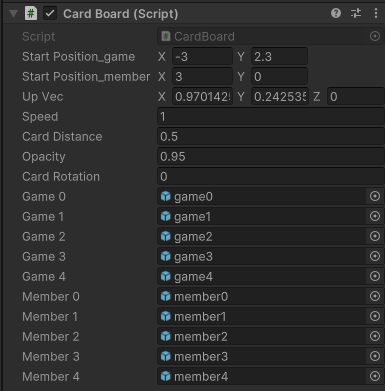 Card Board (Script)
Script CardBoard
Start Position_game X -3 Y 2.3
Start Position_member X 3 Y 0
Up Vec X 0.970142 Y 0.242535 Z 0
Speed 1
Card Distance 0.5
Opacity 0.95
Card Rotation 0
Game 0 game0
Game 1 game1
Game 2 game2
Game 3 game3
Game 4 game4
Member 0 member0
Member 1 member1
Member 2 member2
Member 3 member3
Member 4 member4